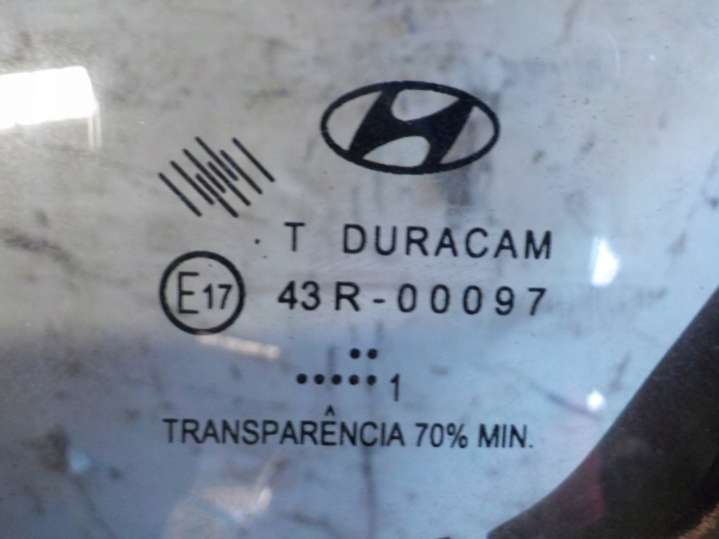 T DURACAM
E17 43R-00097
••
•••••1
TRANSPARÊNCIA 70% MIN.